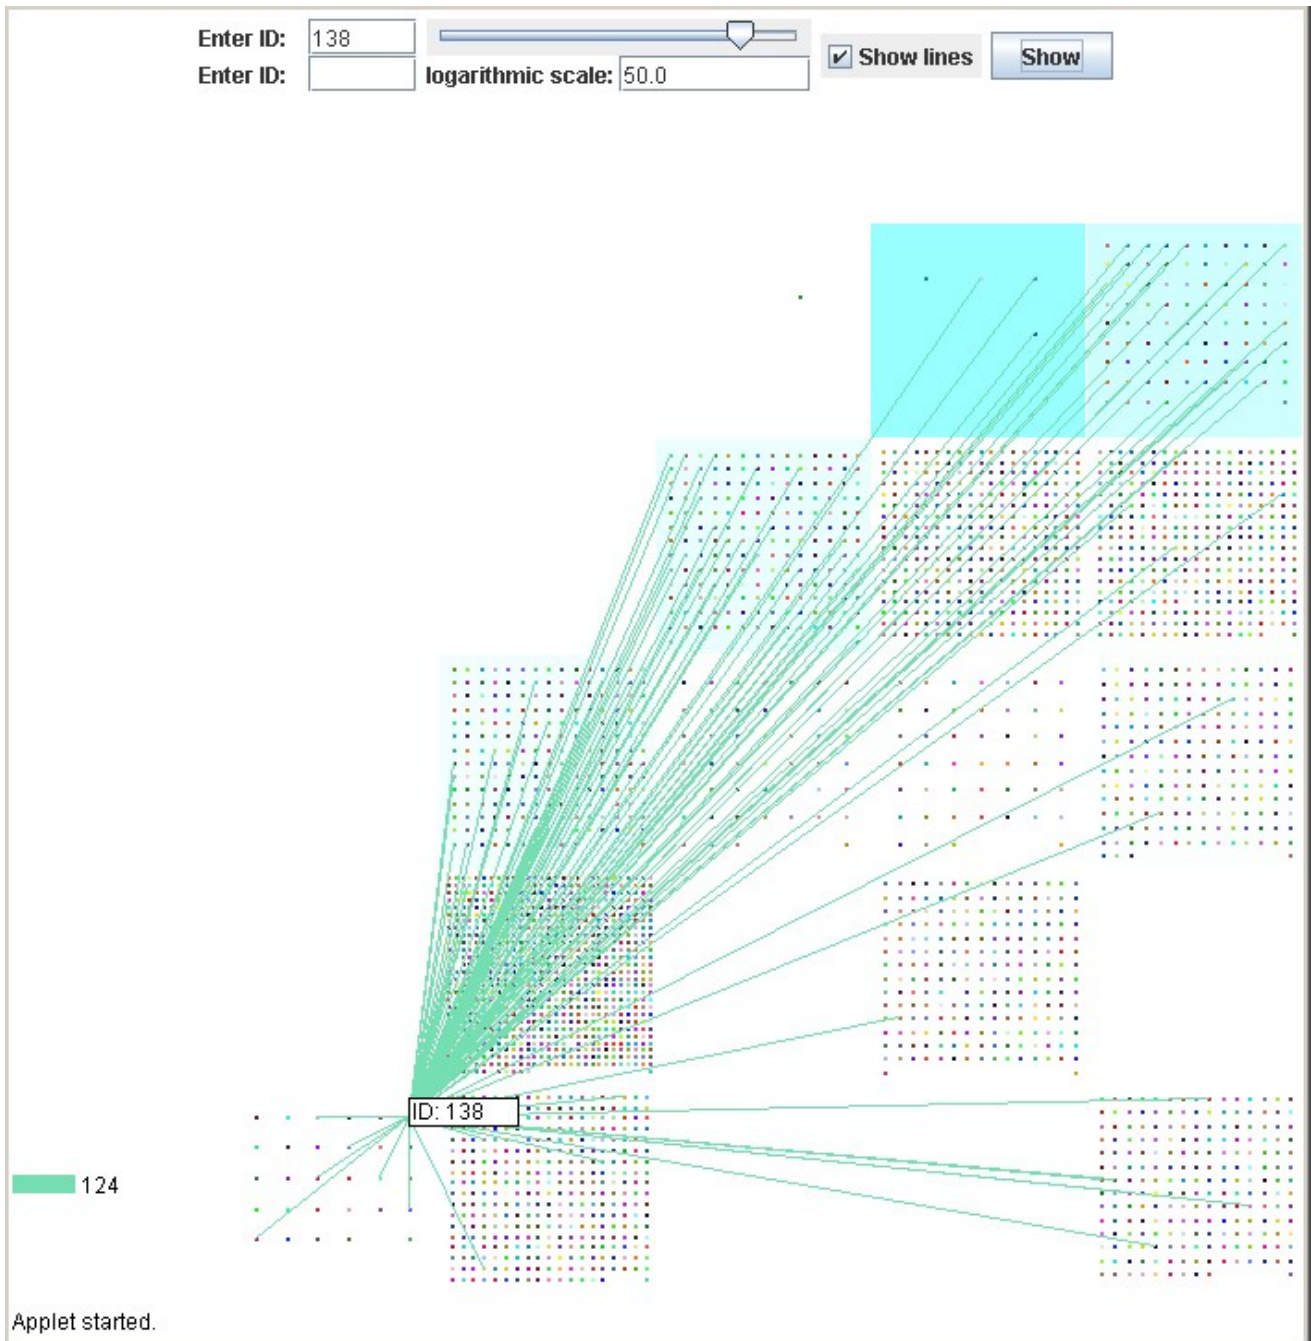 Enter ID: 138
Enter ID: logarithmic scale: 50.0
Show lines Show
ID: 138
124
Applet started.